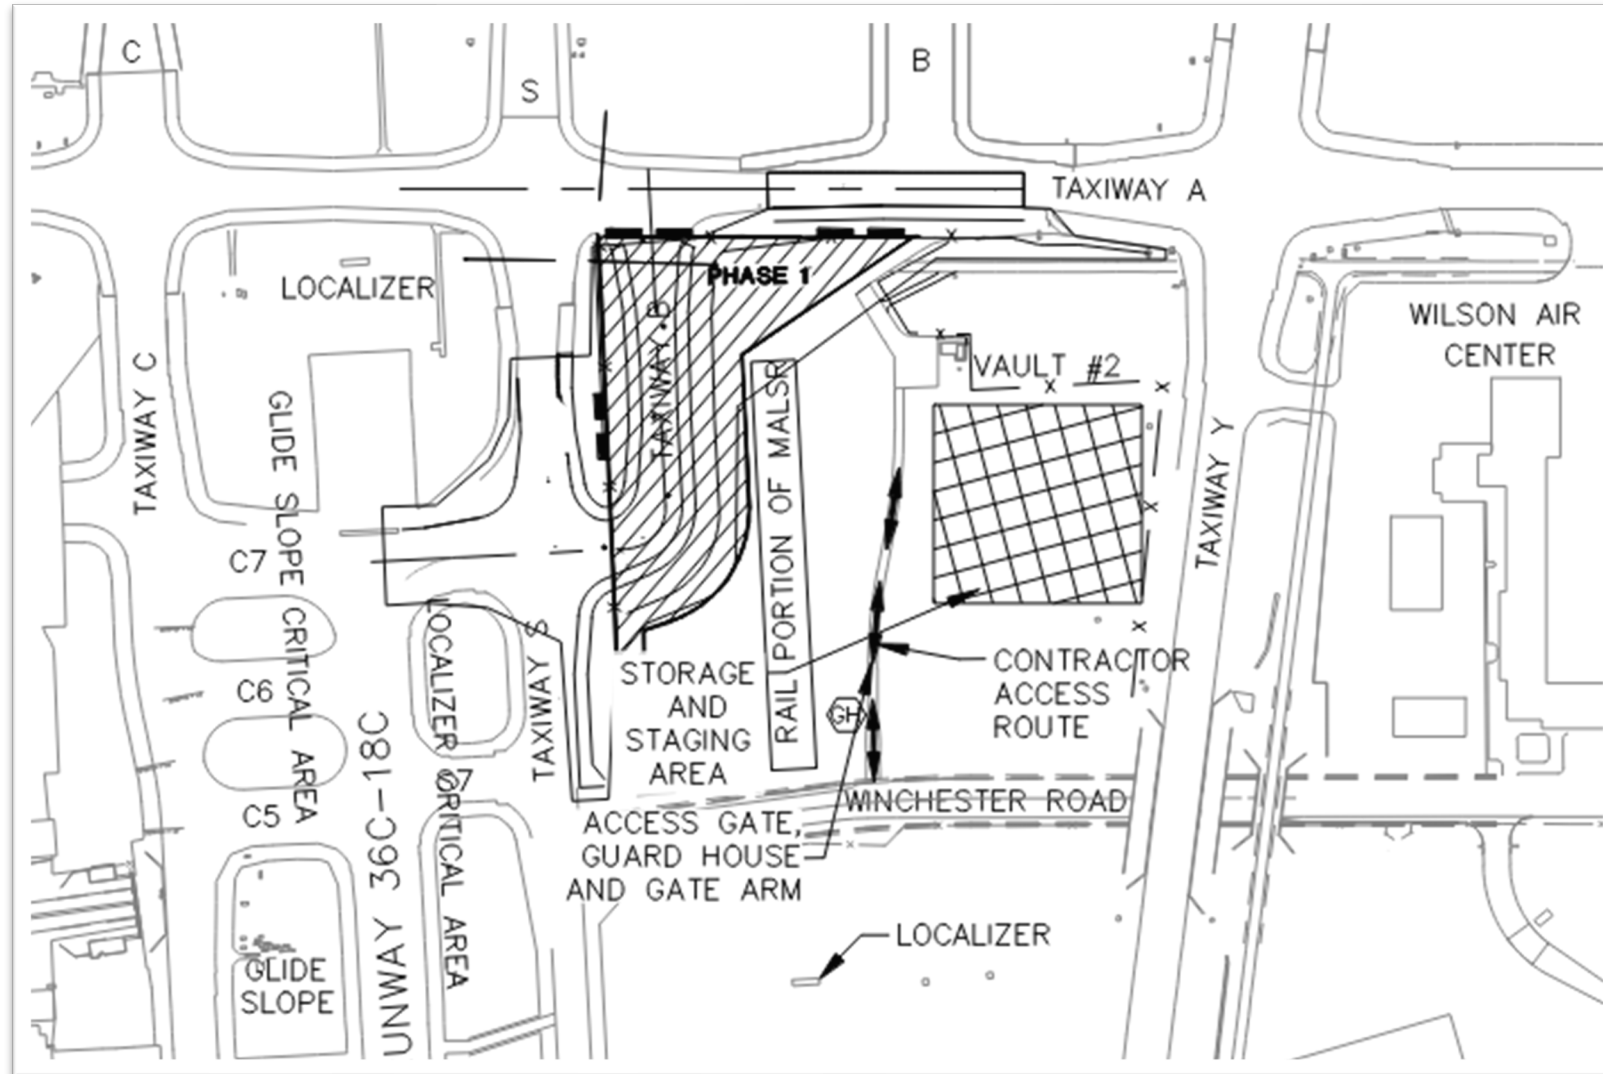 C
S
B
TAXIWAY A
PHASE 1
LOCALIZER
TAXIWAY B
WILSON AIR
CENTER
VAULT #2
TAXIWAY C
GLIDE SLOPE CRITICAL AREA
RAIL PORTION OF MALSR
TAXIWAY Y
C7
LOCALIZER CRITICAL AREA
TAXIWAY S
STORAGE
AND
STAGING
AREA
CONTRACTOR
ACCESS
ROUTE
C6
GH
UNWAY 36C-18C
C5
WINCHESTER ROAD
ACCESS GATE,
GUARD HOUSE
AND GATE ARM
LOCALIZER
GLIDE
SLOPE